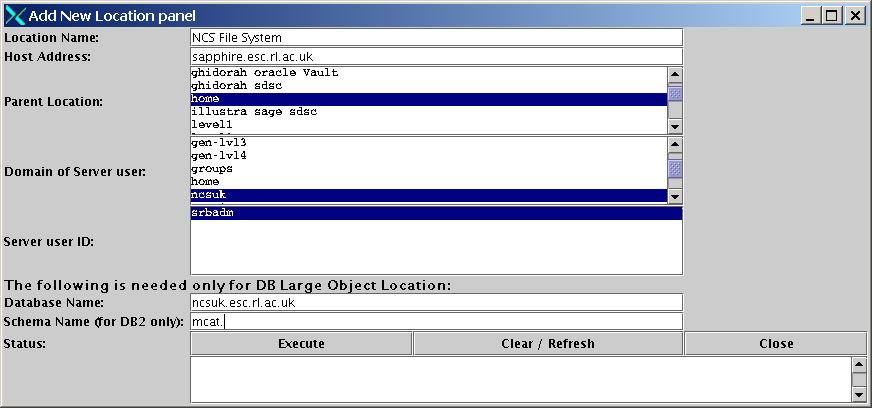 Add New Location panel
Location Name: NCS File System
Host Address: sapphire.esc.rl.ac.uk
ghidorah oracle Vault
ghidorah sdsc
Parent Location: home
illustra sage sdsc
level1
gen-lvl3
gen-lvl4
Domain of Server user: groups
home
ncsuk
srbadm
Server user ID:
The following is needed only for DB Large Object Location:
Database Name: ncsuk.esc.rl.ac.uk
Schema Name (for DB2 only): mcat.
Status: Execute Clear / Refresh Close